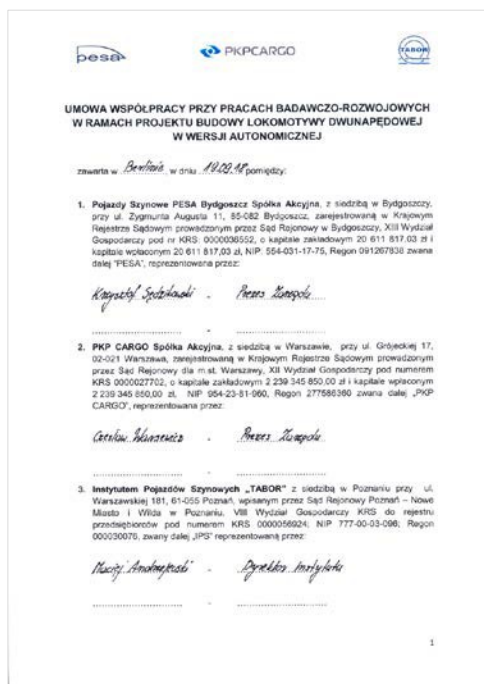 pesa
PKPCARGO
TABOR
UMOWA WSPÓŁPRACY PRZY PRACACH BADAWCZO-ROZWOJOWYCH
W RAMACH PROJEKTU BUDOWY LOKOMOTYWY DWUNAPĘDOWEJ
W WERSJI AUTONOMICZNEJ
zawarta w Berlinie w dniu 19.09.18 pomiędzy:
1. Pojazdy Szynowe PESA Bydgoszcz Spółka Akcyjna, z siedzibą w Bydgoszczy,
przy ul. Zygmunta Augusta 11, 85-082 Bydgoszcz, zarejestrowaną w Krajowym
Rejestrze Sądowym prowadzonym przez Sąd Rejonowy w Bydgoszczy, XIII Wydział
Gospodarczy pod nr KRS: 0000036552, o kapitale zakładowym 20 611 817,03 zł i
kapitale wpłaconym 20 611 817,03 zł, NIP: 554-031-17-75, Regon 091267838 zwana
dalej "PESA", reprezentowana przez:
Krzysztof Sędzikowski - Prezes Zarządu
2. PKP CARGO Spółka Akcyjna, z siedzibą w Warszawie, przy ul. Grójeckiej 17,
02-021 Warszawa, zarejestrowaną w Krajowym Rejestrze Sądowym prowadzonym
przez Sąd Rejonowy dla m.st. Warszawy, XII Wydział Gospodarczy pod numerem
KRS 0000027702, o kapitale zakładowym 2 239 345 850,00 zł i kapitale wpłaconym
2 239 345 850,00 zł, NIP 954-23-81-960, Regon 277586360 zwana dalej „PKP
CARGO", reprezentowana przez:
Czesław Warsewicz - Prezes Zarządu
3. Instytutem Pojazdów Szynowych „TABOR" z siedzibą w Poznaniu przy ul.
Warszawskiej 181, 61-055 Poznań, wpisanym przez Sąd Rejonowy Poznań – Nowe
Miasto i Wilda w Poznaniu, VIII Wydział Gospodarczy KRS do rejestru
przedsiębiorców pod numerem KRS 0000056924; NIP 777-00-03-096; Regon
000030076, zwany dalej „IPS" reprezentowaną przez:
Maciej Andrzejewski - Dyrektor Instytutu
1